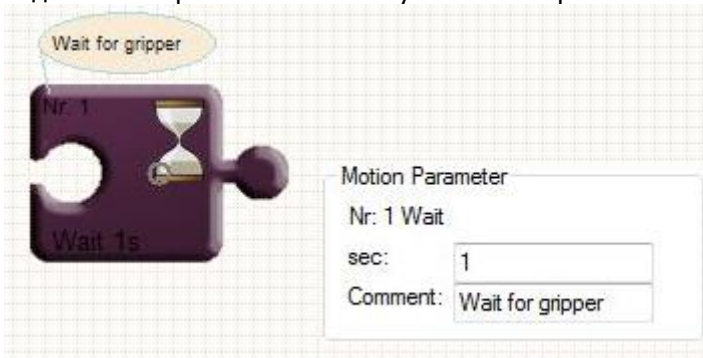 Wait for gripper
Nr. 1
Wait 1s
Motion Parameter
Nr: 1 Wait
sec: 1
Comment: Wait for gripper